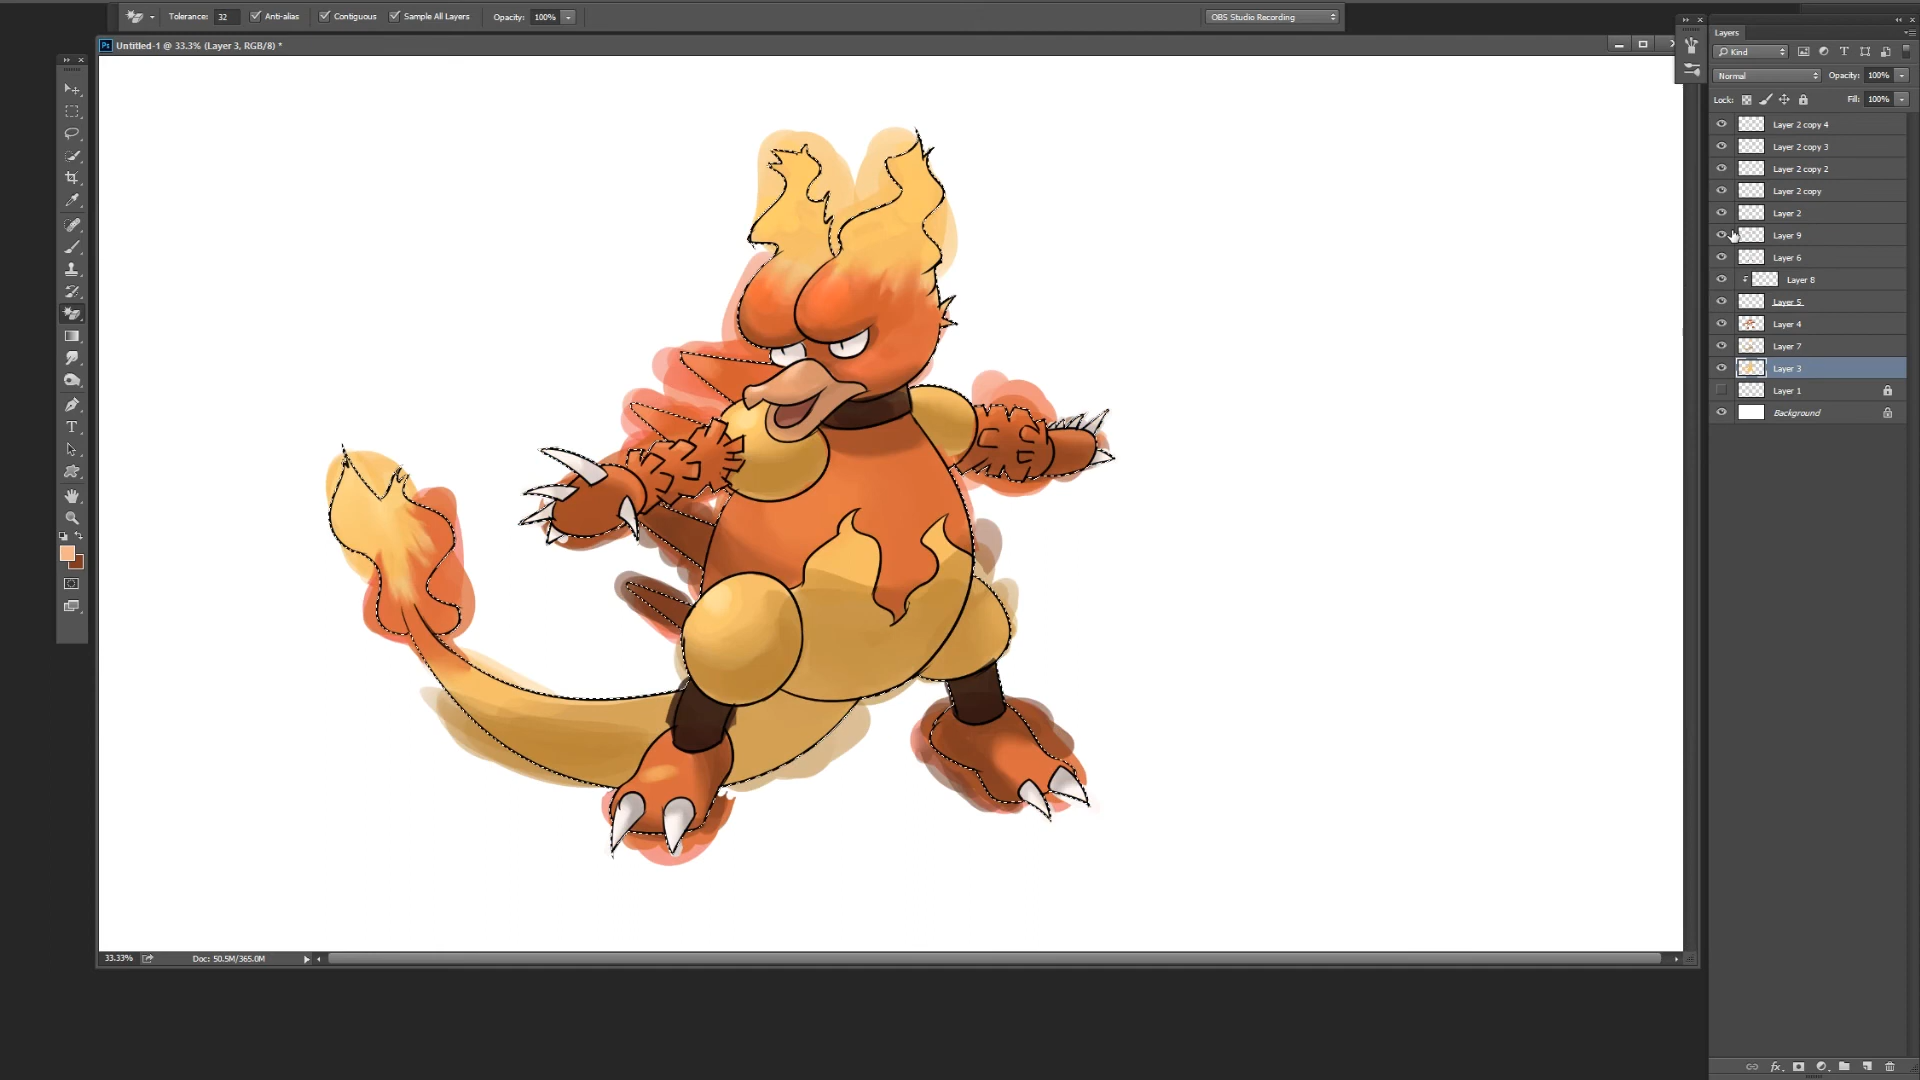 Tolerance: 32 Anti-alias Contiguous Sample All Layers Opacity: 100% OBS Studio Recording
Ps Untitled-1 @ 33.3% (Layer 3, RGB/8) *
Layers
Kind
Normal Opacity: 100%
Lock: Fill: 100%
Layer 2 copy 4
Layer 2 copy 3
Layer 2 copy 2
Layer 2 copy
Layer 2
Layer 9
Layer 6
Layer 8
Layer 5
Layer 4
Layer 7
Layer 3
Layer 1
Background
33.33% Doc: 50.5M/365.0M
fx